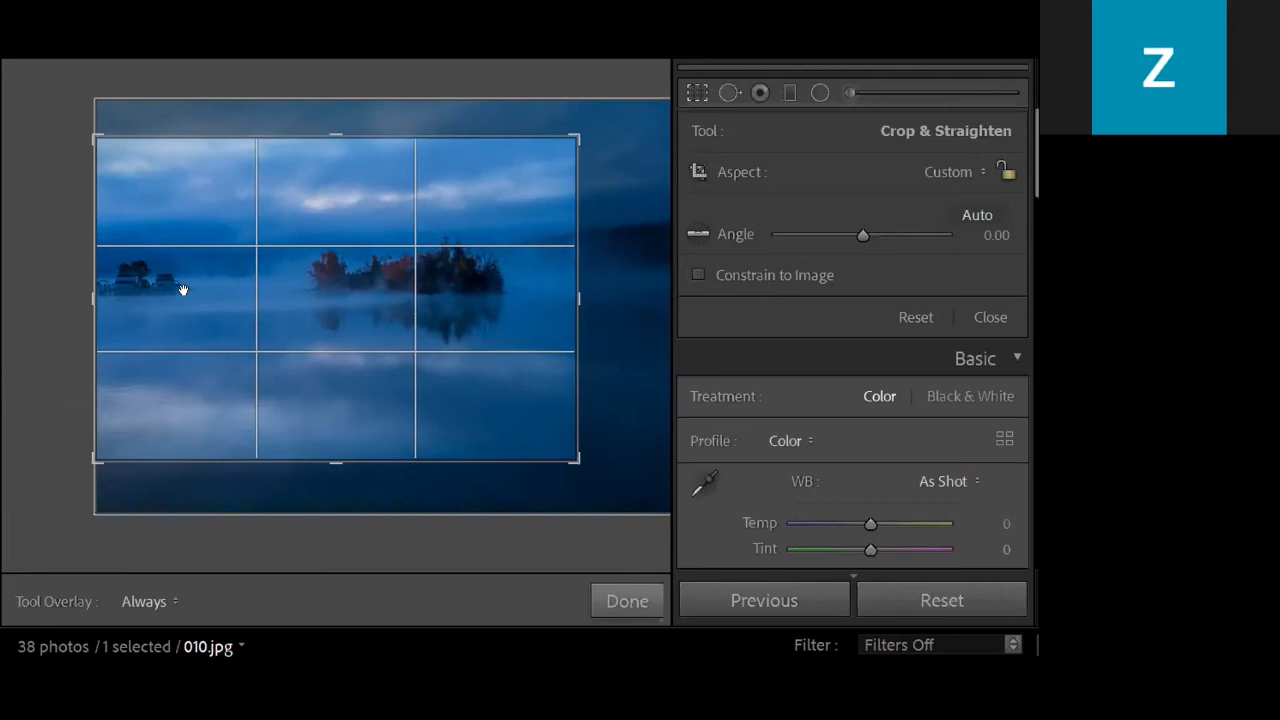 Z
Tool : Crop & Straighten
Aspect : Custom
Auto
Angle 0.00
Constrain to Image
Reset Close
Basic
Treatment : Color Black & White
Profile : Color
WB : As Shot
Temp 0
Tint 0
Tool Overlay : Always Done Previous Reset
38 photos / 1 selected / 010.jpg Filter : Filters Off